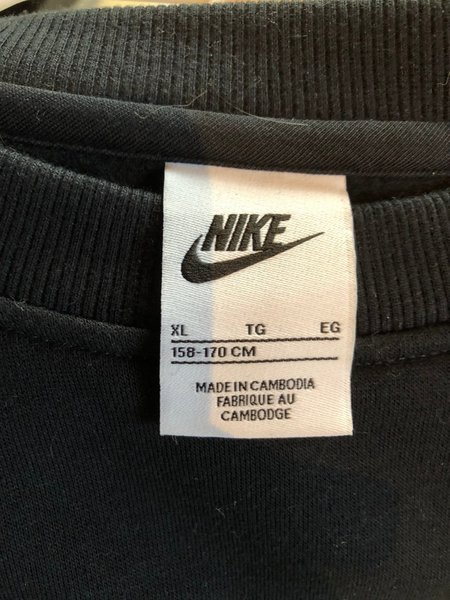 NIKE
XL TG EG
158-170 CM
MADE IN CAMBODIA
FABRIQUE AU
CAMBODGE